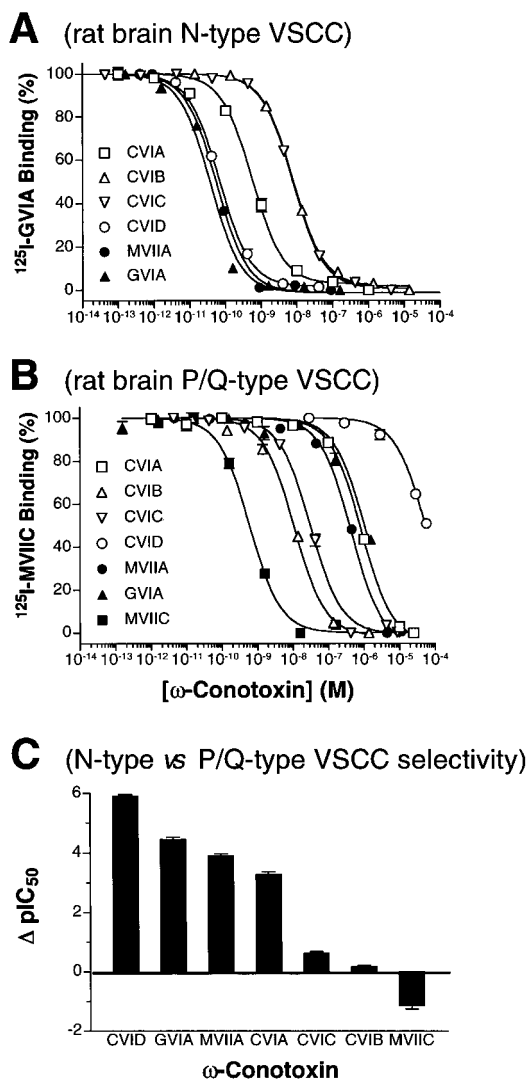 A (rat brain N-type VSCC)
100
80
60
40
20
0
¹²⁵I-GVIA Binding (%)
CVIA
CVIB
CVIC
CVID
MVIIA
GVIA
10⁻¹⁴ 10⁻¹³ 10⁻¹² 10⁻¹¹ 10⁻¹⁰ 10⁻⁹ 10⁻⁸ 10⁻⁷ 10⁻⁶ 10⁻⁵ 10⁻⁴
B (rat brain P/Q-type VSCC)
100
80
60
40
20
0
¹²⁵I-MVIIC Binding (%)
CVIA
CVIB
CVIC
CVID
MVIIA
GVIA
MVIIC
10⁻¹⁴ 10⁻¹³ 10⁻¹² 10⁻¹¹ 10⁻¹⁰ 10⁻⁹ 10⁻⁸ 10⁻⁷ 10⁻⁶ 10⁻⁵ 10⁻⁴
[ω-Conotoxin] (M)
C (N-type vs P/Q-type VSCC selectivity)
6
4
2
0
-2
Δ pIC₅₀
CVID GVIA MVIIA CVIA CVIC CVIB MVIIC
ω-Conotoxin